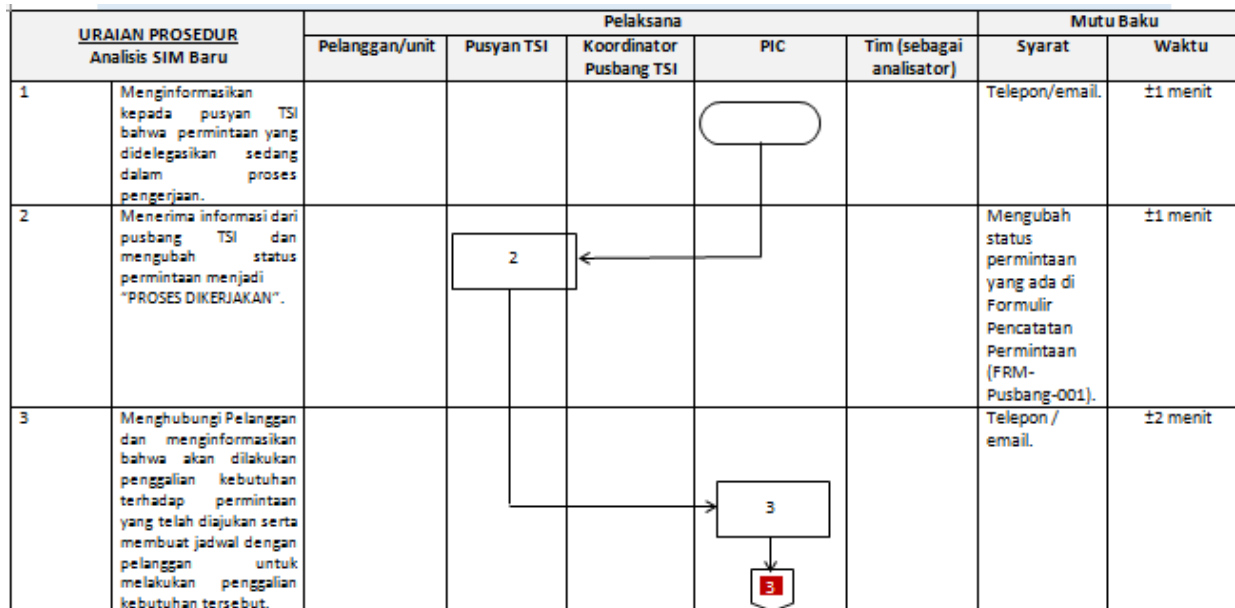 URAIAN PROSEDUR
Analisis SIM Baru
Pelaksana
Mutu Baku
Pelanggan/unit
Pusyan TSI
Koordinator
Pusbang TSI
PIC
Tim (sebagai
analisator)
Syarat
Waktu
1
Menginformasikan
kepada pusyan TSI
bahwa permintaan yang
didelegasikan sedang
dalam proses
pengerjaan.
Telepon/email.
±1 menit
2
Menerima informasi dari
pusbang TSI dan
mengubah status
permintaan menjadi
“PROSES DIKERJAKAN”.
2
Mengubah
status
permintaan
yang ada di
Formulir
Pencatatan
Permintaan
(FRM-
Pusbang-001).
±1 menit
3
Menghubungi Pelanggan
dan menginformasikan
bahwa akan dilakukan
penggalian kebutuhan
terhadap permintaan
yang telah diajukan serta
membuat jadwal dengan
pelanggan untuk
melakukan penggalian
kebutuhan tersebut.
3
3
Telepon /
email.
±2 menit